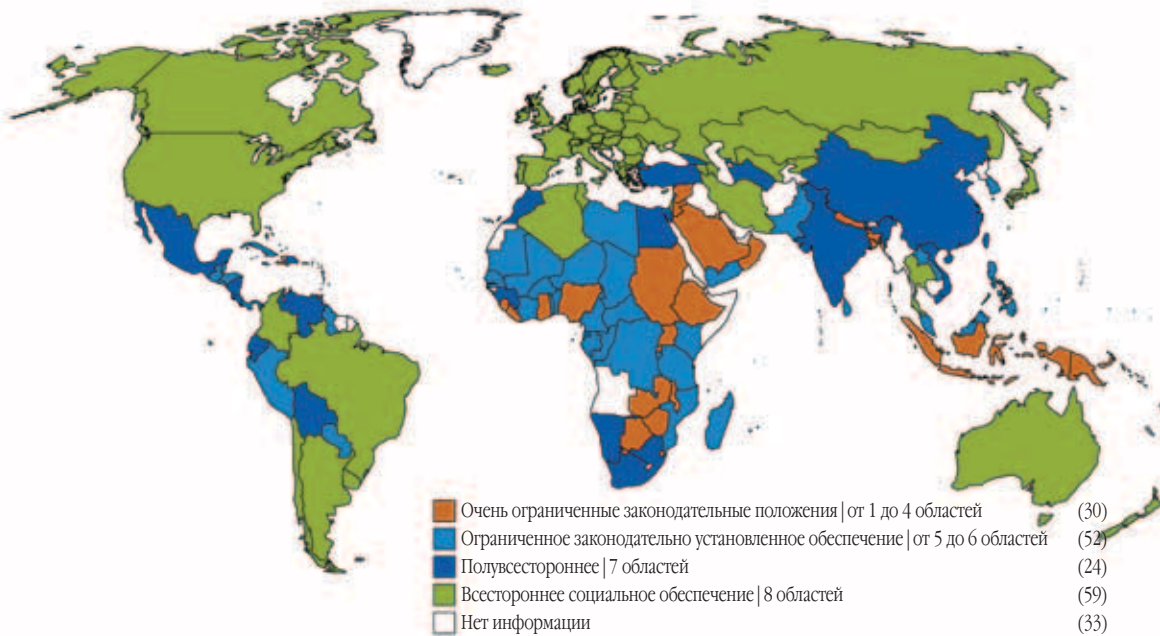 Очень ограниченные законодательные положения | от 1 до 4 областей (30)
Ограниченное законодательно установленное обеспечение | от 5 до 6 областей (52)
Полувсестороннее | 7 областей (24)
Всестороннее социальное обеспечение | 8 областей (59)
Нет информации (33)